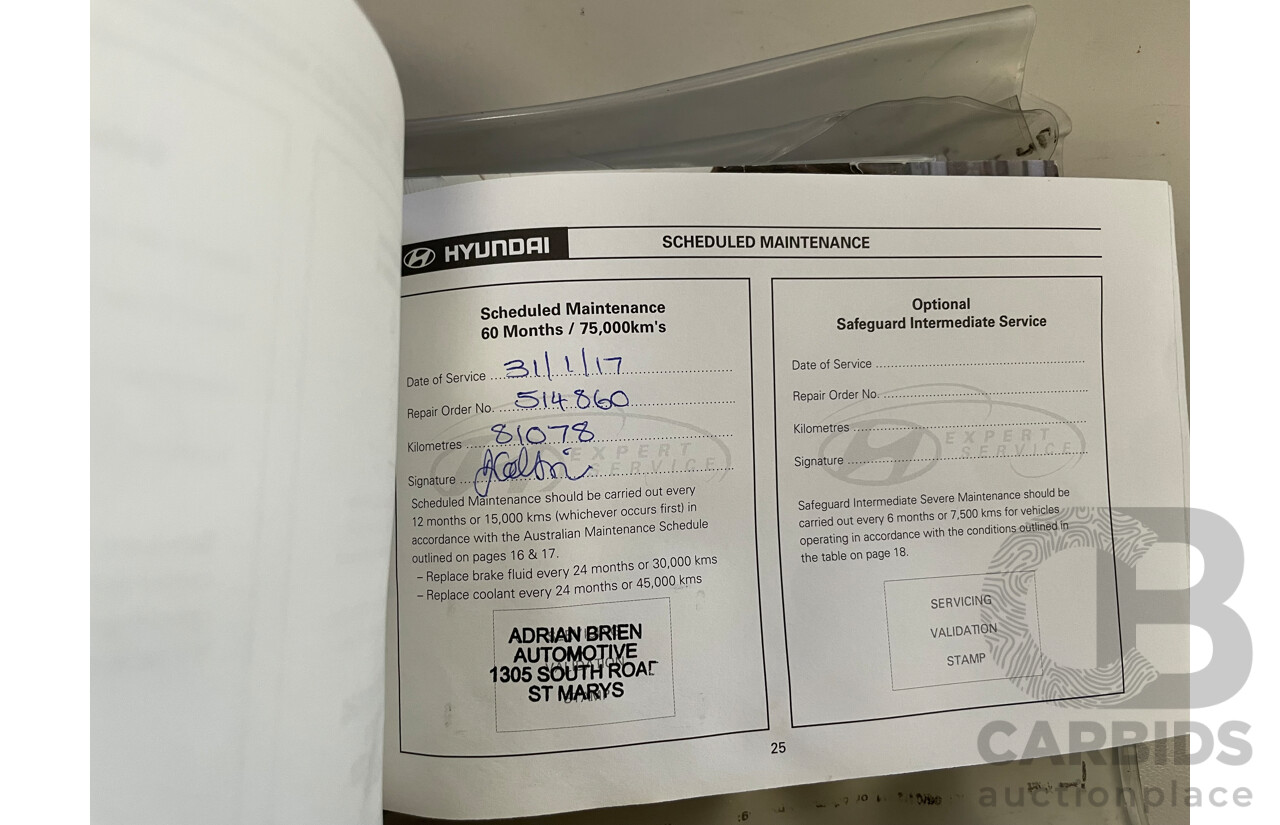 HYUNDAI
SCHEDULED MAINTENANCE
Scheduled Maintenance
60 Months / 75,000km's
Date of Service 31/1/17
Repair Order No. 514860
Kilometres 81078
Signature
EXPERT
SERVICE
Scheduled Maintenance should be carried out every
12 months or 15,000 kms (whichever occurs first) in
accordance with the Australian Maintenance Schedule
outlined on pages 16 & 17.
– Replace brake fluid every 24 months or 30,000 kms
– Replace coolant every 24 months or 45,000 kms
ADRIAN BRIEN
AUTOMOTIVE
1305 SOUTH ROAD
ST MARYS
Optional
Safeguard Intermediate Service
Date of Service
Repair Order No.
Kilometres
Signature
EXPERT
SERVICE
Safeguard Intermediate Severe Maintenance should be
carried out every 6 months or 7,500 kms for vehicles
operating in accordance with the conditions outlined in
the table on page 18.
SERVICING
VALIDATION
STAMP
25
CB
CARBIDS
auctionplace